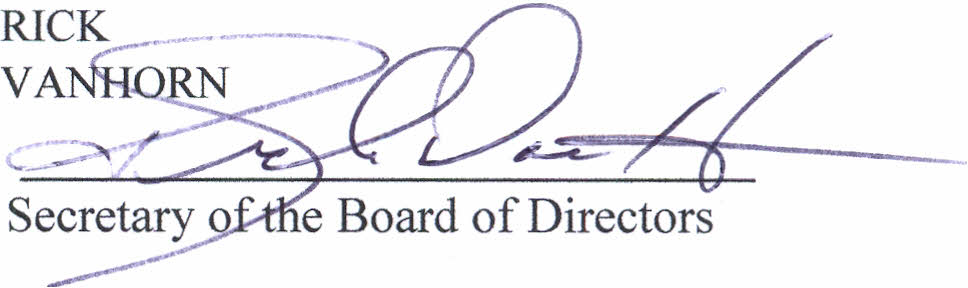 RICK
VANHORN
Secretary of the Board of Directors